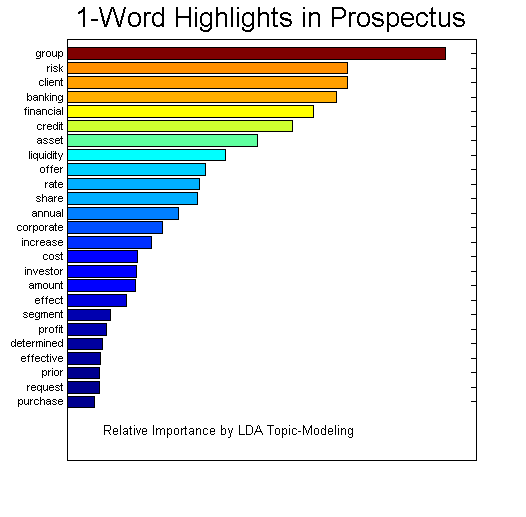 1-Word Highlights in Prospectus
group
risk
client
banking
financial
credit
asset
liquidity
offer
rate
share
annual
corporate
increase
cost
investor
amount
effect
segment
profit
determined
effective
prior
request
purchase
Relative Importance by LDA Topic-Modeling